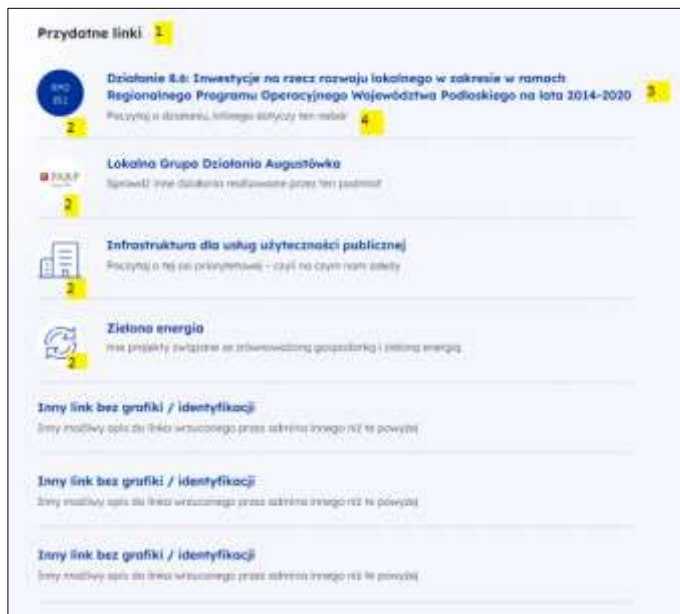 Przydatne linki 1
Działanie 8.6: Inwestycje na rzecz rozwoju lokalnego w zakresie w ramach
Regionalnego Programu Operacyjnego Województwa Podlaskiego na lata 2014-2020 3
2 Poczytaj o działaniu, którego dotyczy ten nabór 4
Lokalna Grupa Działania Augustówka
PARP
Sprawdź inne działania realizowane przez ten podmiot
2
Infrastruktura dla usług użyteczności publicznej
Poczytaj o tej osi priorytetowej – czyli na czym nam zależy
2
Zielona energia
Inne projekty związane ze zrównoważoną gospodarką i zieloną energią
2
Inny link bez grafiki / identyfikacji
Inny możliwy opis do linka wrzuconego przez admina innego niż te powyżej
Inny link bez grafiki / identyfikacji
Inny możliwy opis do linka wrzuconego przez admina innego niż te powyżej
Inny link bez grafiki / identyfikacji
Inny możliwy opis do linka wrzuconego przez admina innego niż te powyżej